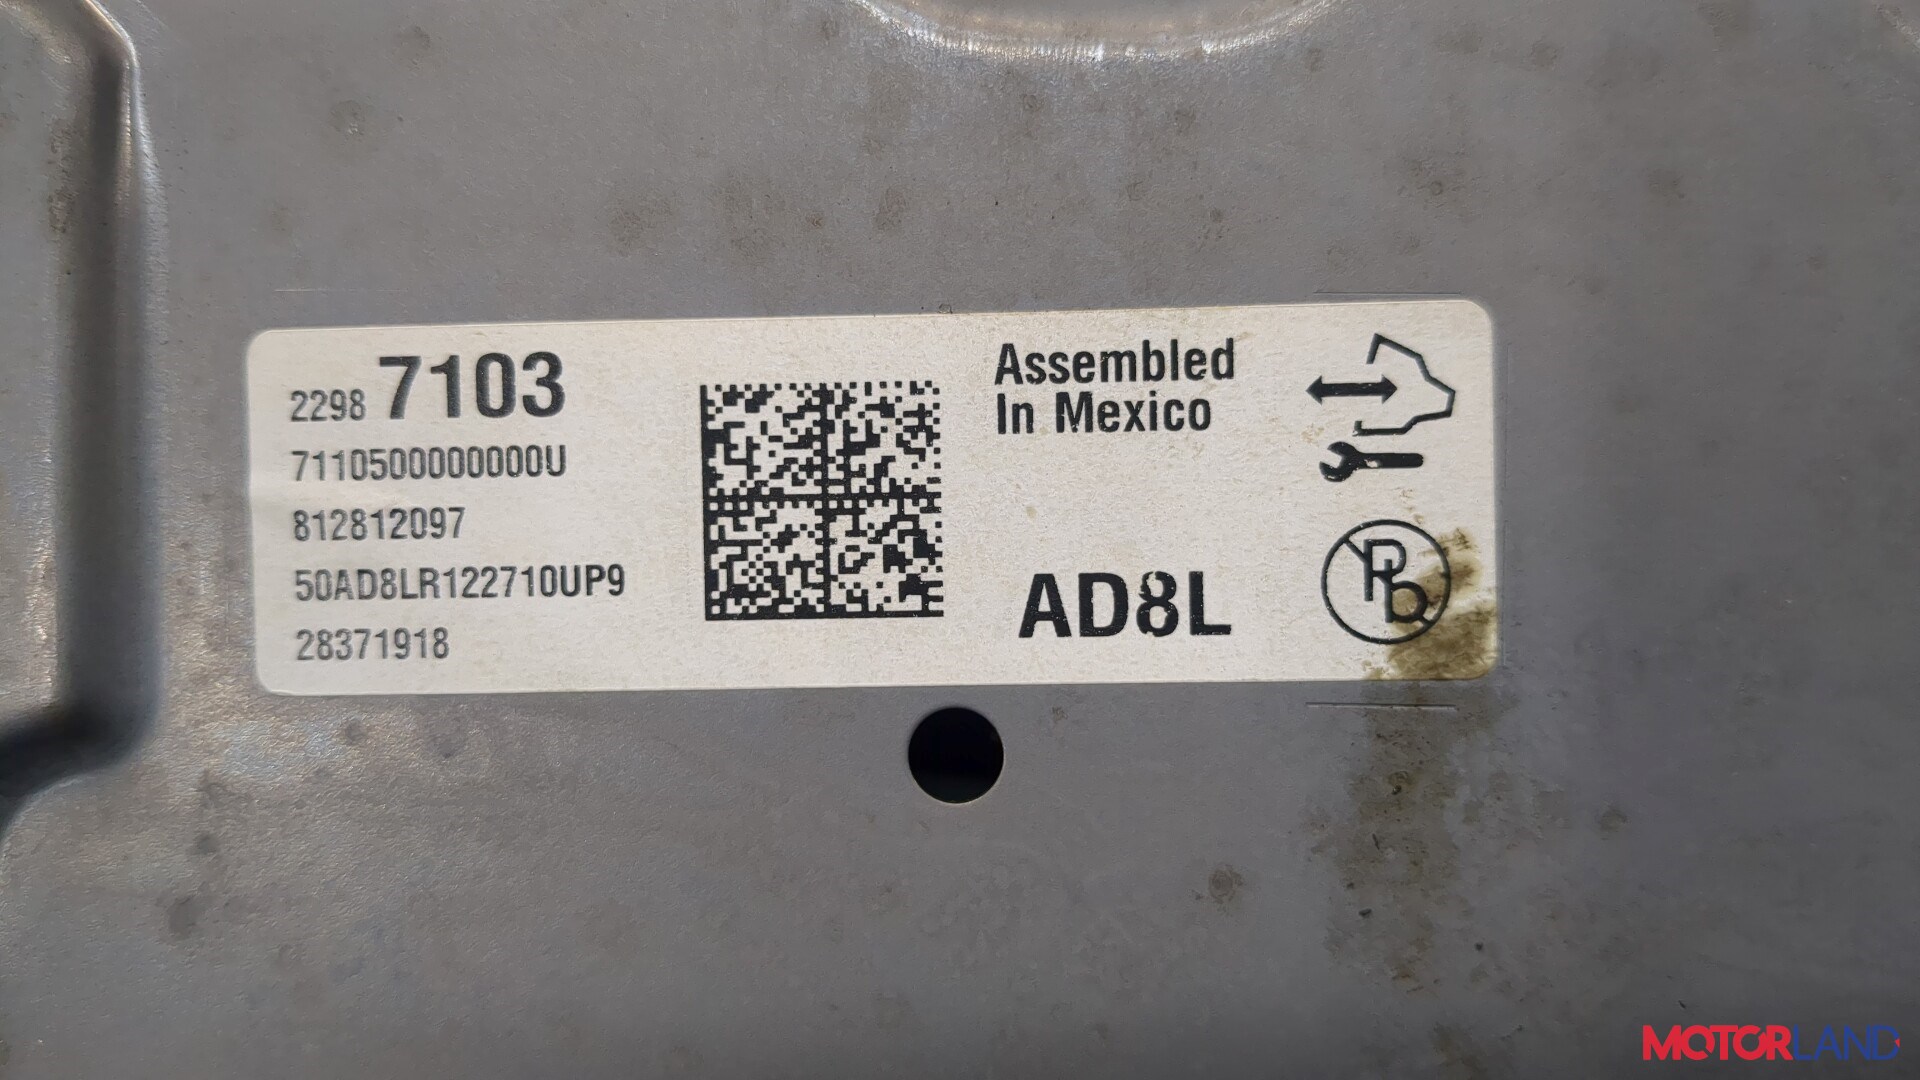 2298 7103
7110500000000U
812812097
50AD8LR122710UP9
28371918
Assembled
In Mexico
AD8L
Pb
MOTORLAND